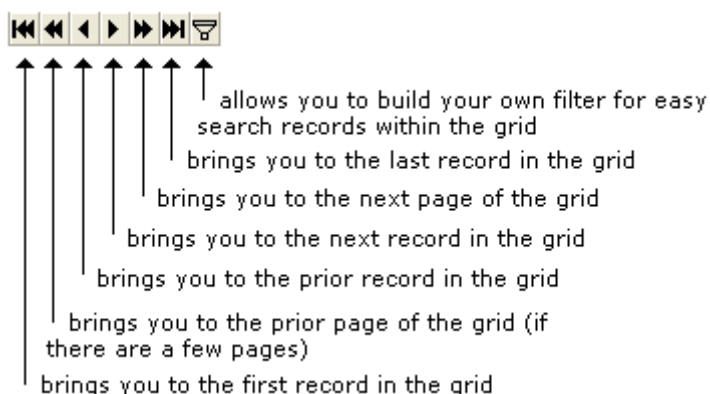 allows you to build your own filter for easy
search records within the grid
brings you to the last record in the grid
brings you to the next page of the grid
brings you to the next record in the grid
brings you to the prior record in the grid
brings you to the prior page of the grid (if
there are a few pages)
brings you to the first record in the grid